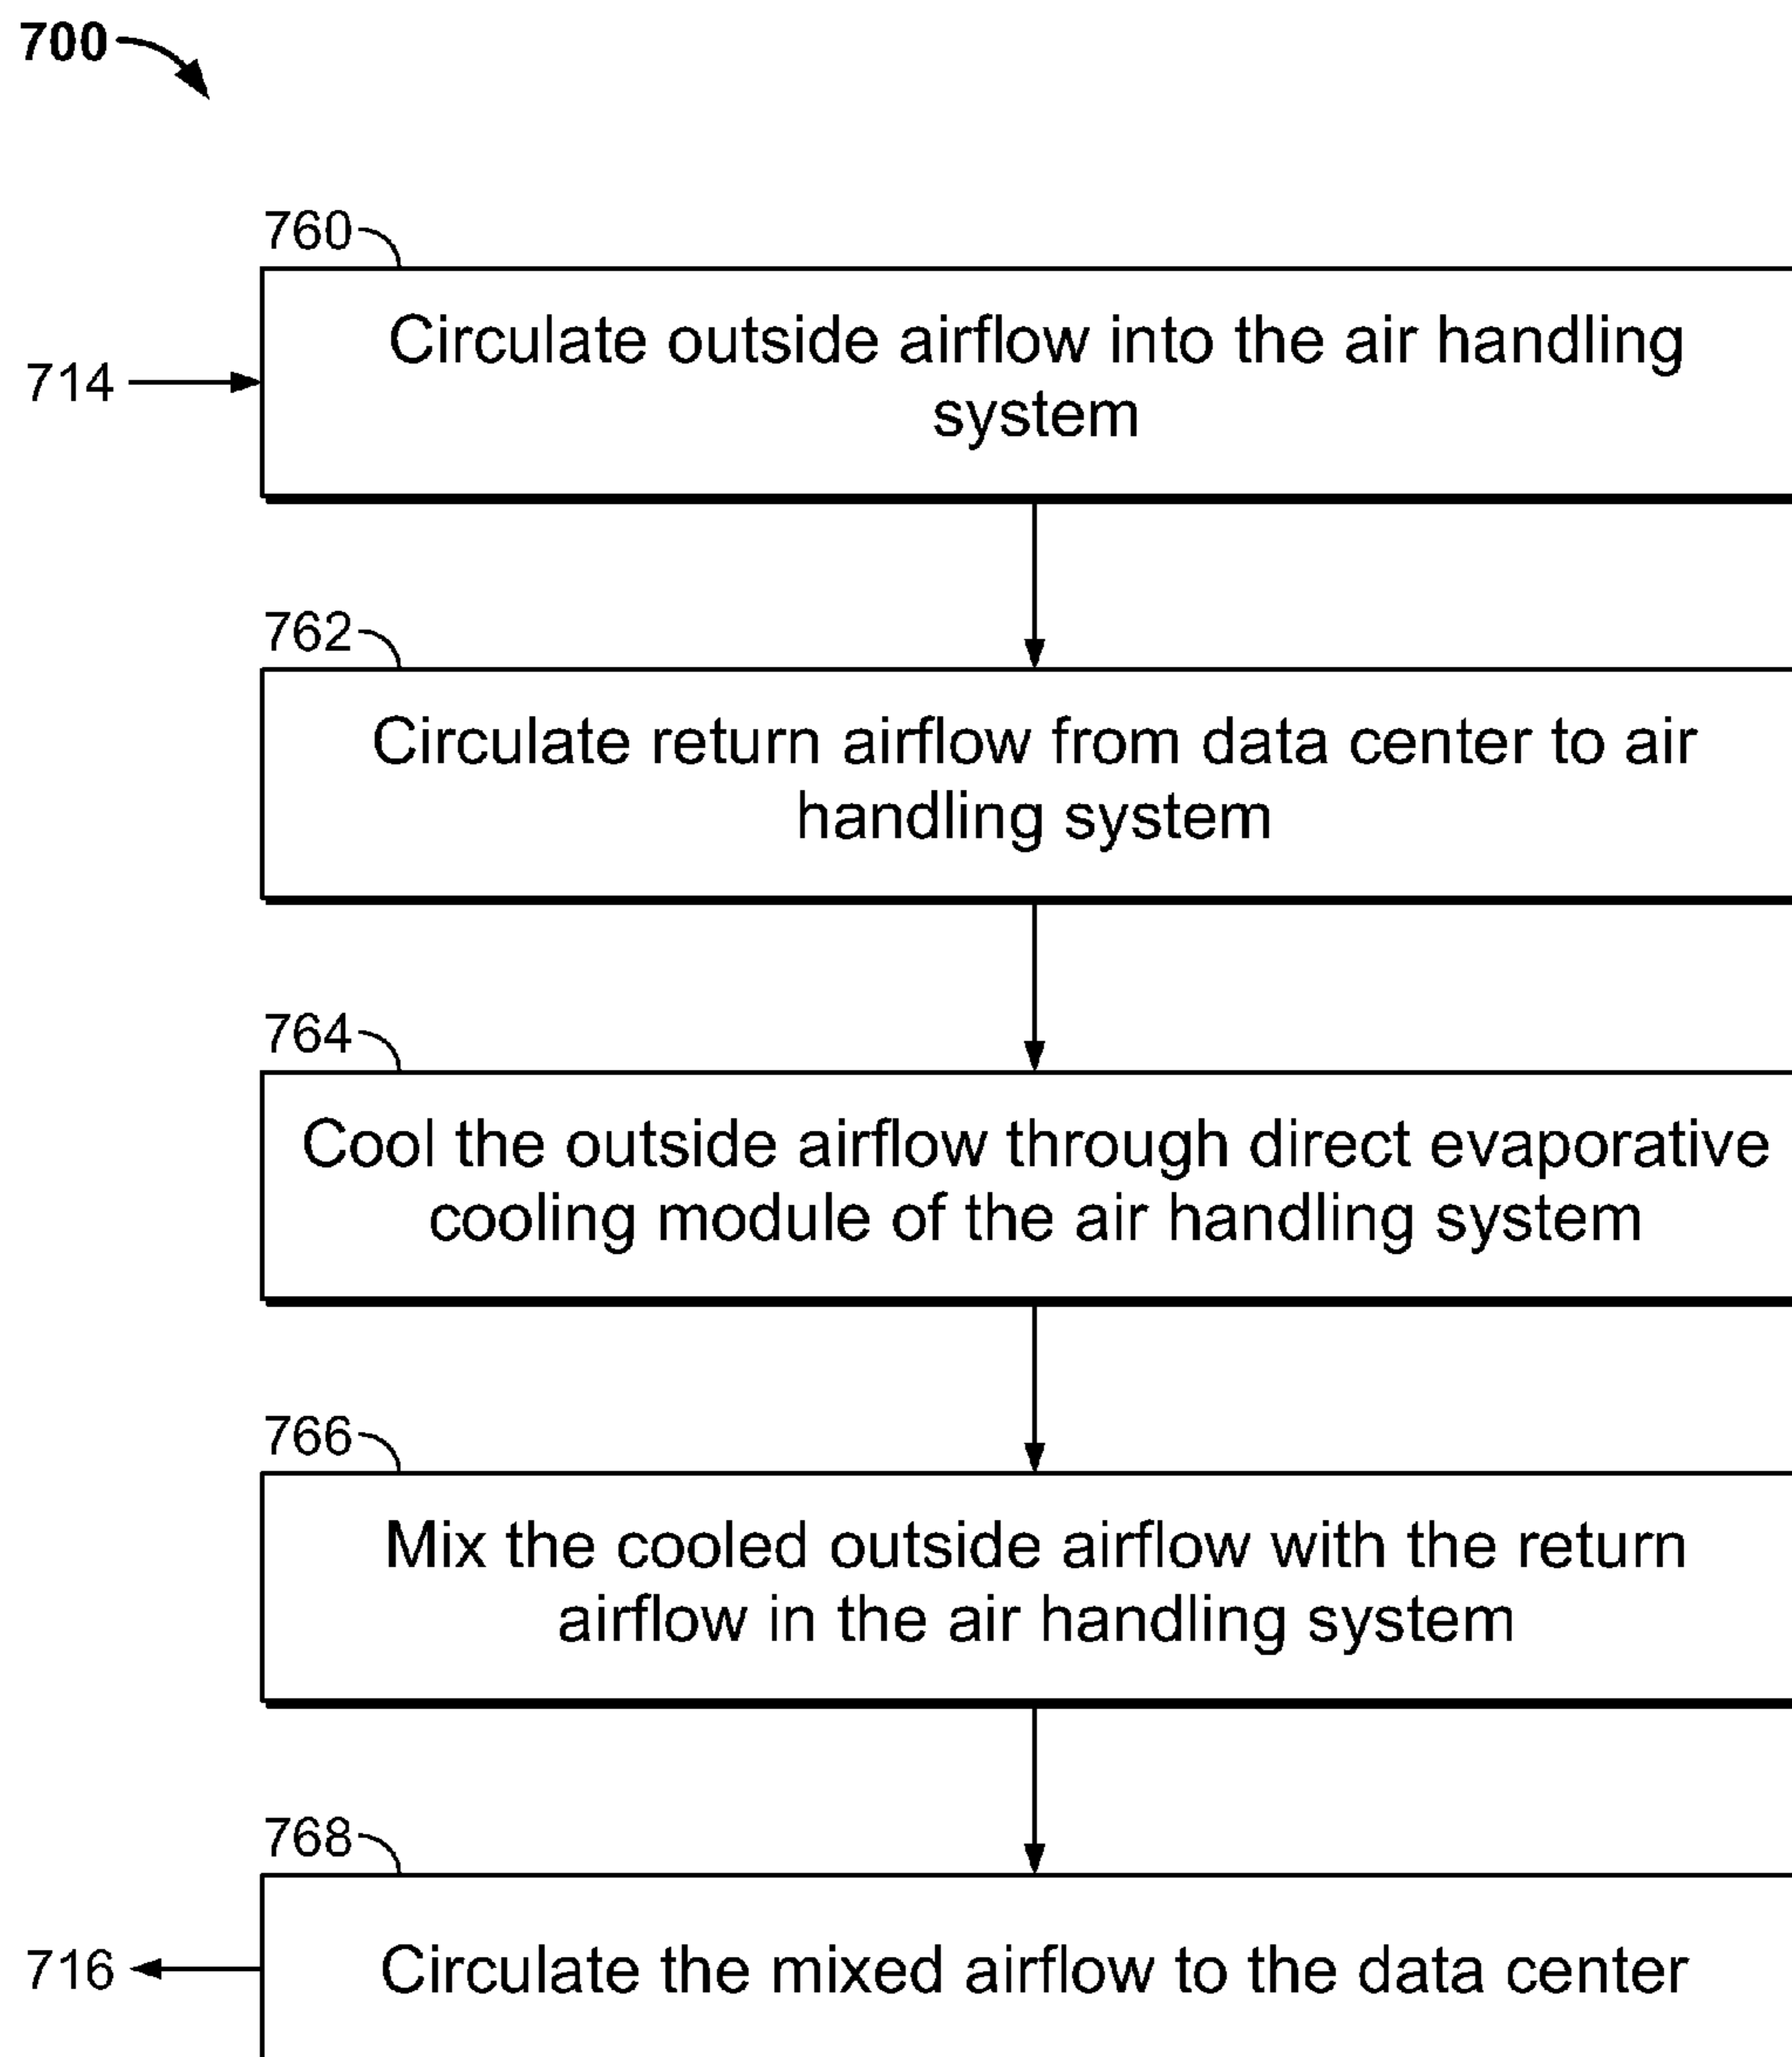 700
760
Circulate outside airflow into the air handling
system
714
762
Circulate return airflow from data center to air
handling system
764
Cool the outside airflow through direct evaporative
cooling module of the air handling system
766
Mix the cooled outside airflow with the return
airflow in the air handling system
768
Circulate the mixed airflow to the data center
716